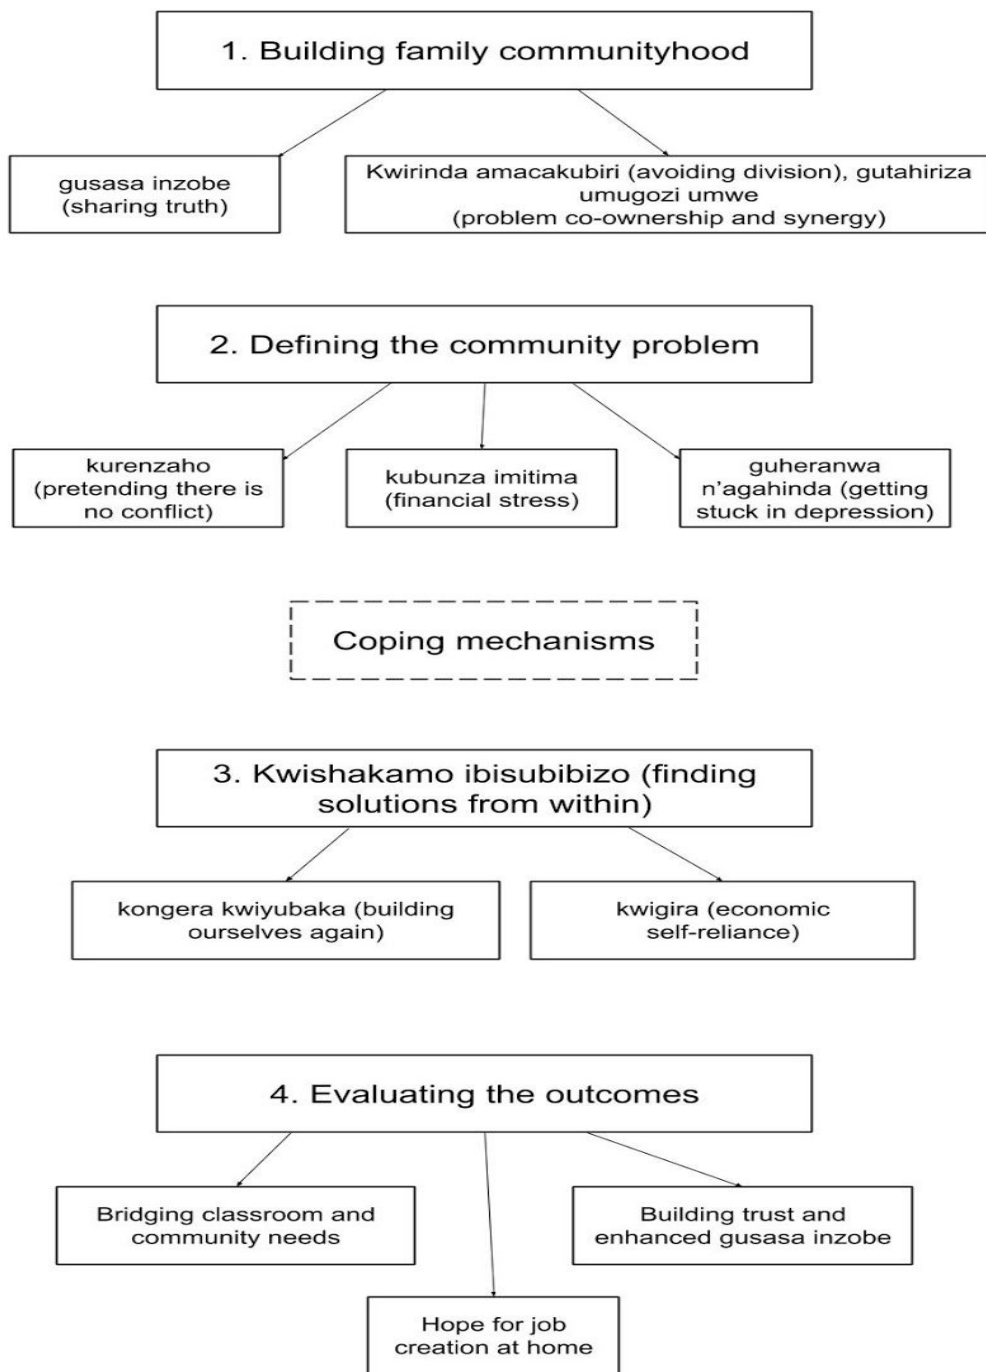 1. Building family communityhood
gusasa inzobe
(sharing truth)
Kwirinda amacakubiri (avoiding division), gutahiriza
umugozi umwe
(problem co-ownership and synergy)
2. Defining the community problem
kurenzaho
(pretending there is
no conflict)
kubunza imitima
(financial stress)
guheranwa
n’agahinda (getting
stuck in depression)
Coping mechanisms
3. Kwishakamo ibisubibizo (finding
solutions from within)
kongera kwiyubaka (building
ourselves again)
kwigira (economic
self-reliance)
4. Evaluating the outcomes
Bridging classroom and
community needs
Hope for job
creation at home
Building trust and
enhanced gusasa inzobe